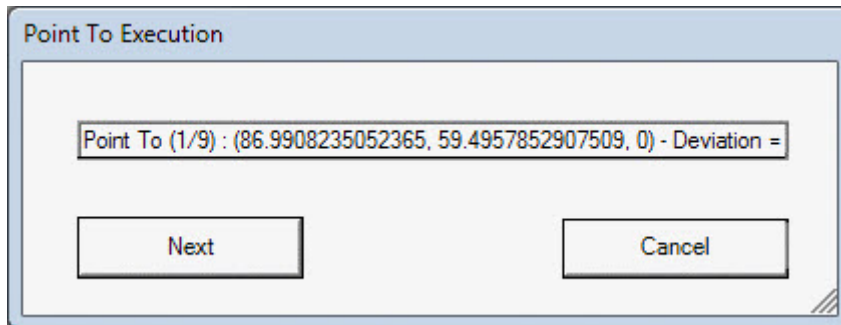 Point To Execution
Point To (1/9) : (86.9908235052365, 59.4957852907509, 0) - Deviation =
Next
Cancel